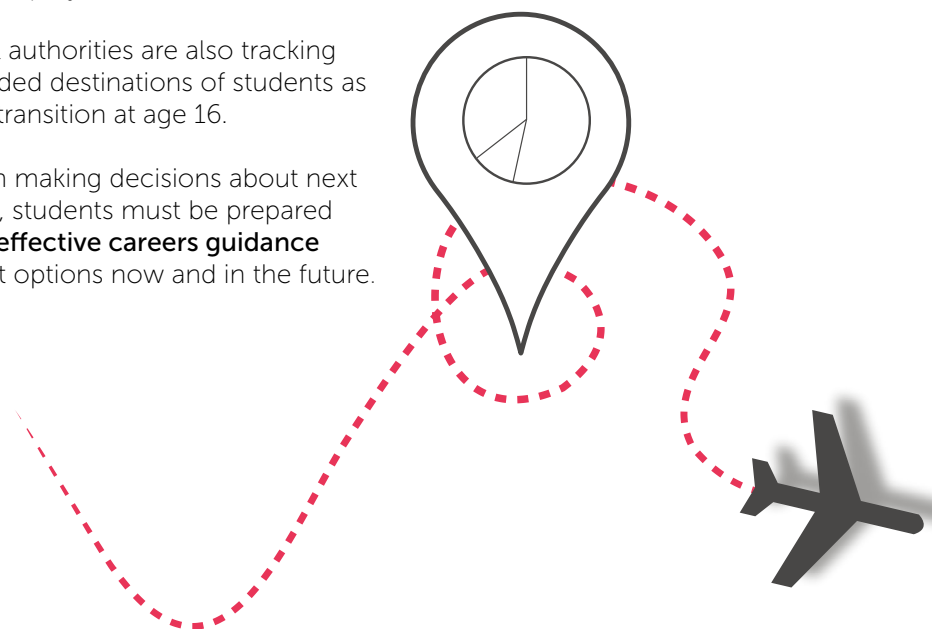 authorities are also tracking
ded destinations of students as
transition at age 16.
making decisions about next
, students must be prepared
effective careers guidance
t options now and in the future.